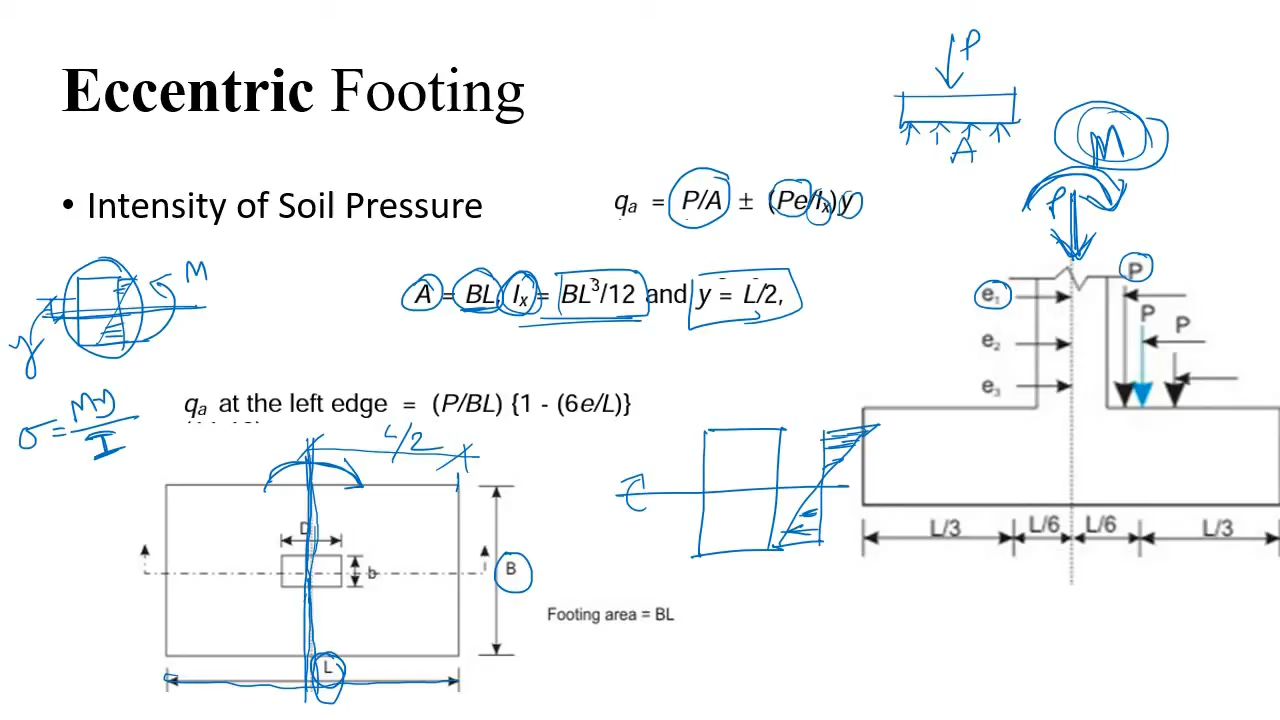 Eccentric Footing
P
A
M
P
• Intensity of Soil Pressure
qₐ = P/A ± (Pe/Iₓ)y
M
y
A = BL, Iₓ = BL³/12 and y = L/2,
P
e₁
P
P
e₂
e₃
σ = My/I
qₐ at the left edge = (P/BL) {1 - (6e/L)}
L/2
D
b
B
L/3 L/6 L/6 L/3
Footing area = BL
L